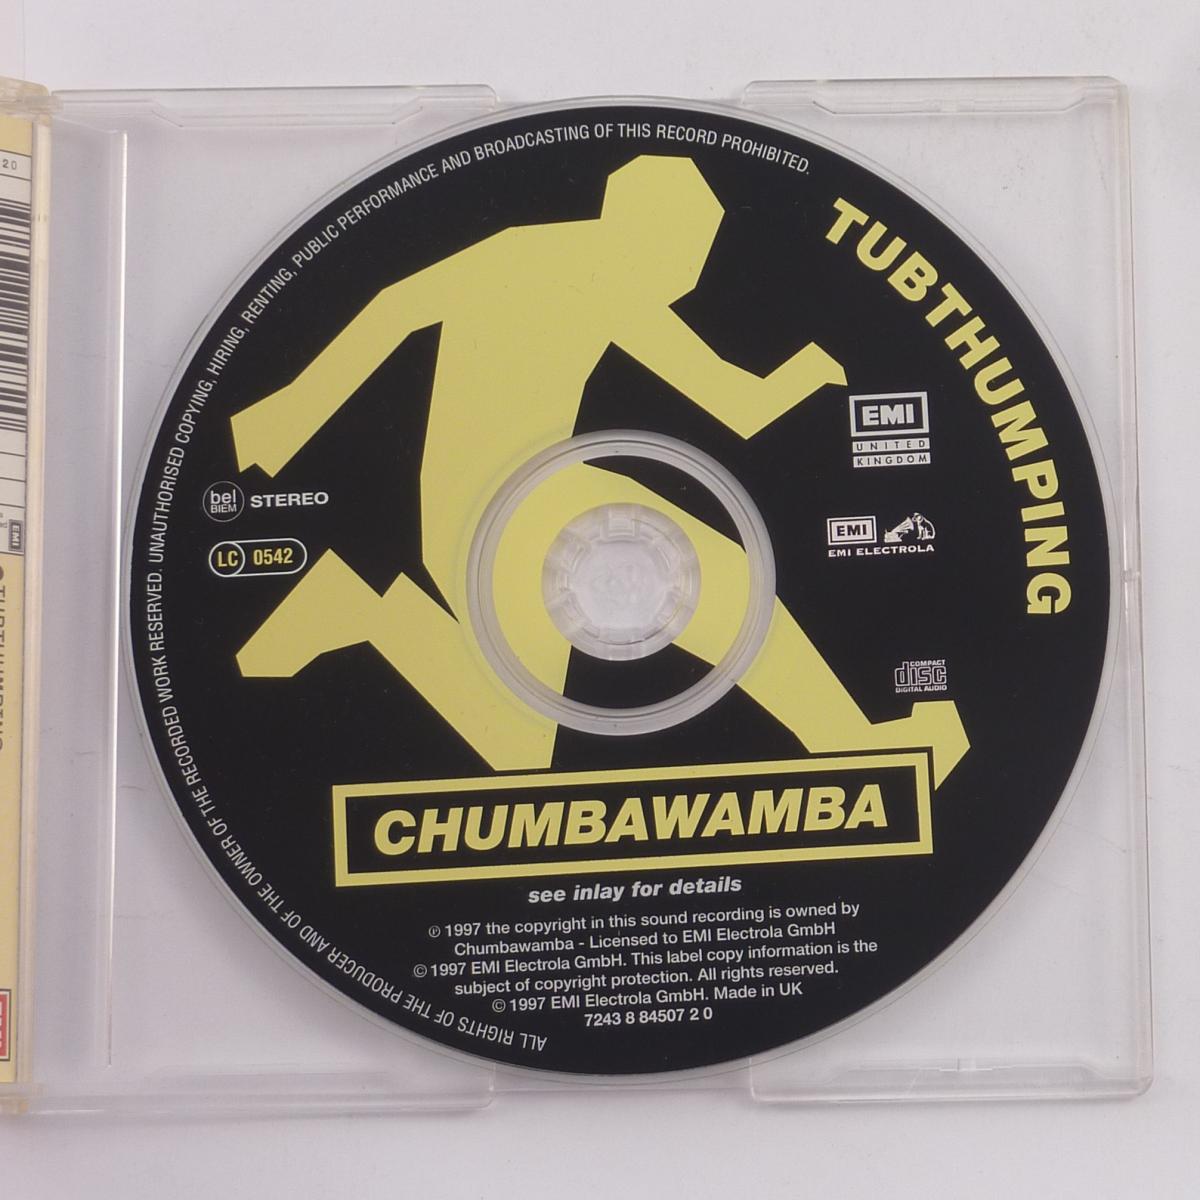 ALL RIGHTS OF THE PRODUCER AND OF THE OWNER OF THE RECORDED WORK RESERVED. UNAUTHORISED COPYING, HIRING, RENTING, PUBLIC PERFORMANCE AND BROADCASTING OF THIS RECORD PROHIBITED.
TUBTHUMPING
EMI
UNITED
KINGDOM
bel
BIEM
STEREO
LC 0542
EMI
EMI ELECTROLA
COMPACT
disc
DIGITAL AUDIO
CHUMBAWAMBA
see inlay for details
℗ 1997 the copyright in this sound recording is owned by
Chumbawamba - Licensed to EMI Electrola GmbH
© 1997 EMI Electrola GmbH. This label copy information is the
subject of copyright protection. All rights reserved.
© 1997 EMI Electrola GmbH. Made in UK
7243 8 84507 2 0
20
EMI